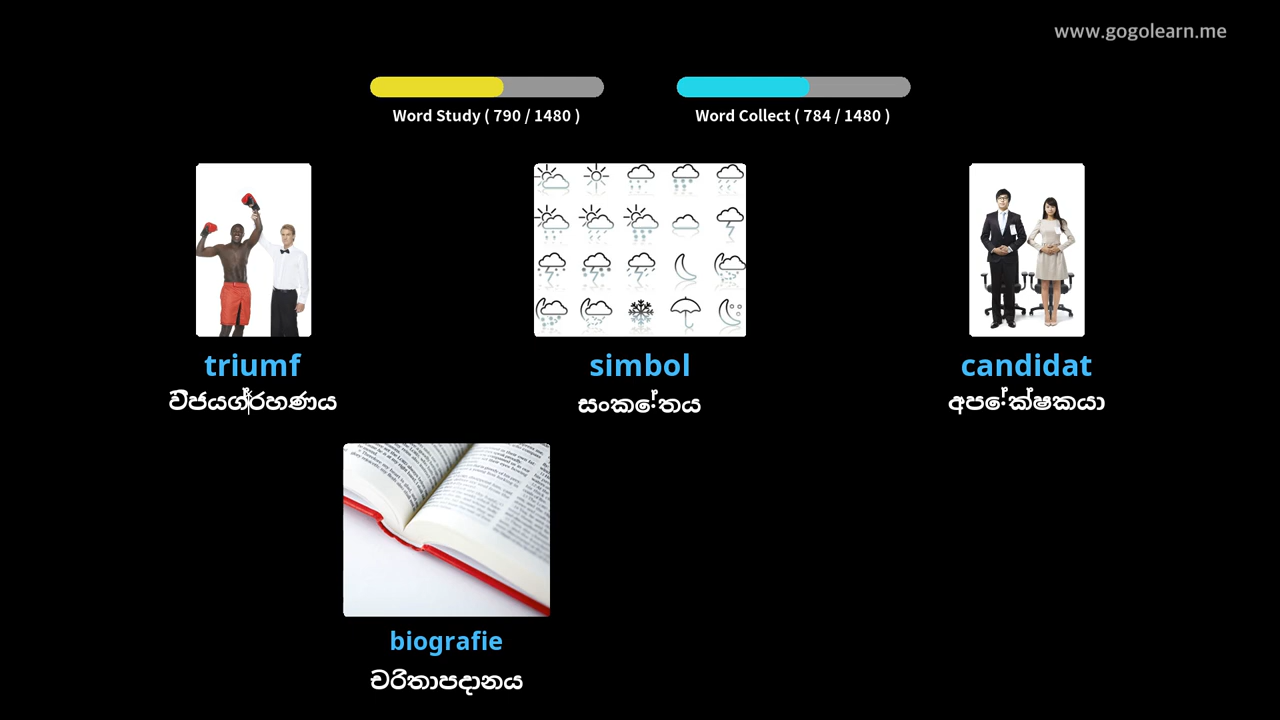 www.gogolearn.me
Word Study ( 790 / 1480 )
Word Collect ( 784 / 1480 )
triumf
simbol
candidat
විජයග්රහණය
සංකේතය
අපේක්ෂකයා
biografie
චරිතාපදානය